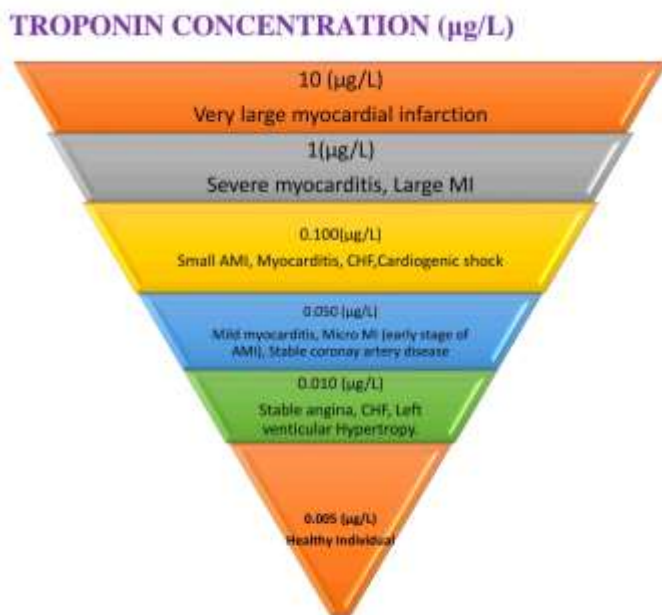 TROPONIN CONCENTRATION (µg/L)
10 (µg/L)
Very large myocardial infarction
1(µg/L)
Severe myocarditis, Large MI
0.100(µg/L)
Small AMI, Myocarditis, CHF,Cardiogenic shock
0.050 (µg/L)
Mild myocarditis, Micro MI (early stage of
AMI), Stable coronay artery disease
0.010 (µg/L)
Stable angina, CHF, Left
venticular Hypertropy.
0.005 (µg/L)
Healthy Individual